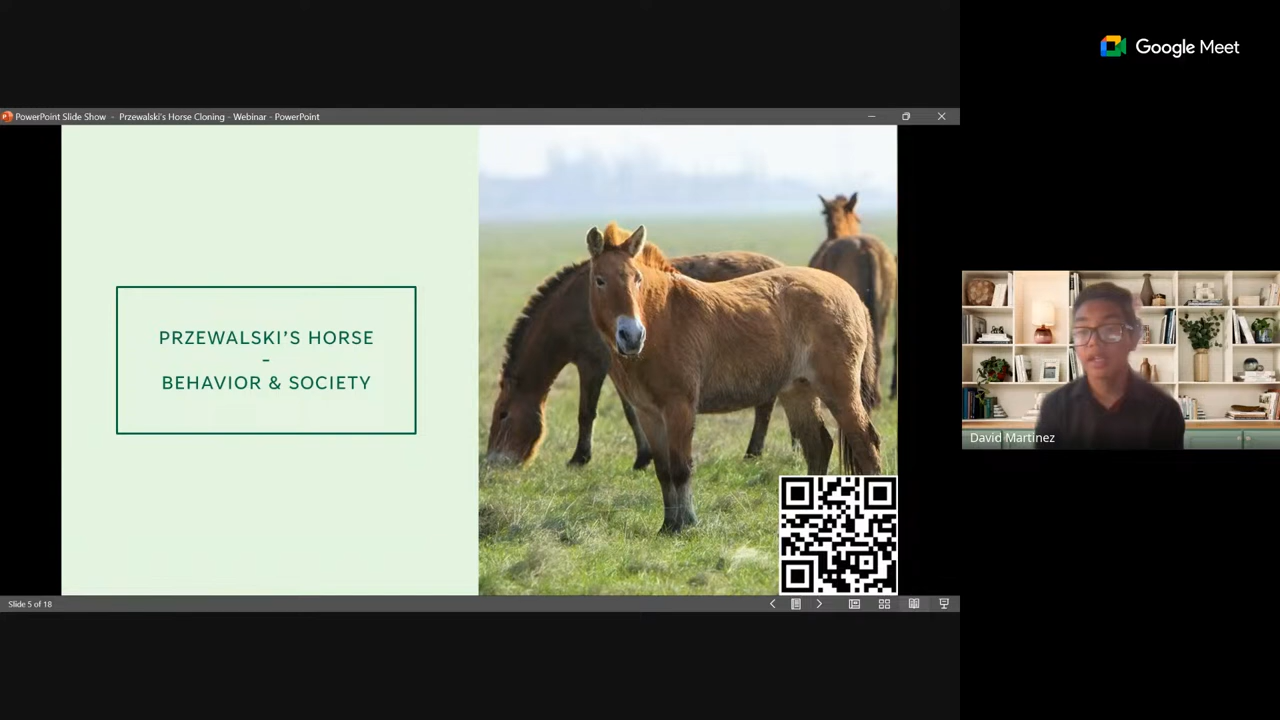 Google Meet
PowerPoint Slide Show - Przewalski's Horse Cloning - Webinar - PowerPoint
PRZEWALSKI’S HORSE
–
BEHAVIOR & SOCIETY
David Martinez
Slide 5 of 18